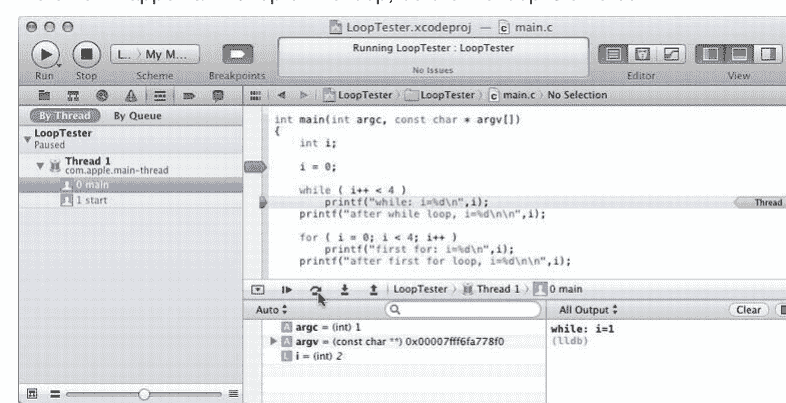 LoopTester.xcodeproj — c main.c
L.. › My M...
Running LoopTester : LoopTester
No Issues
Run Stop Scheme Breakpoints Editor View
LoopTester › LoopTester › c main.c › No Selection
By Thread By Queue
LoopTester
Paused
Thread 1
com.apple.main-thread
0 main
1 start
int main(int argc, const char * argv[])
{
int i;
i = 0;
while ( i++ < 4 )
printf("while: i=%d\n",i);
Thread
printf("after while loop, i=%d\n\n",i);
for ( i = 0; i < 4; i++ )
printf("first for: i=%d\n",i);
printf("after first for loop, i=%d\n\n",i);
LoopTester › Thread 1 › 0 main
Auto All Output Clear
A argc = (int) 1
A argv = (const char **) 0x00007fff6fa778f0
L i = (int) 2
while: i=1
(lldb)